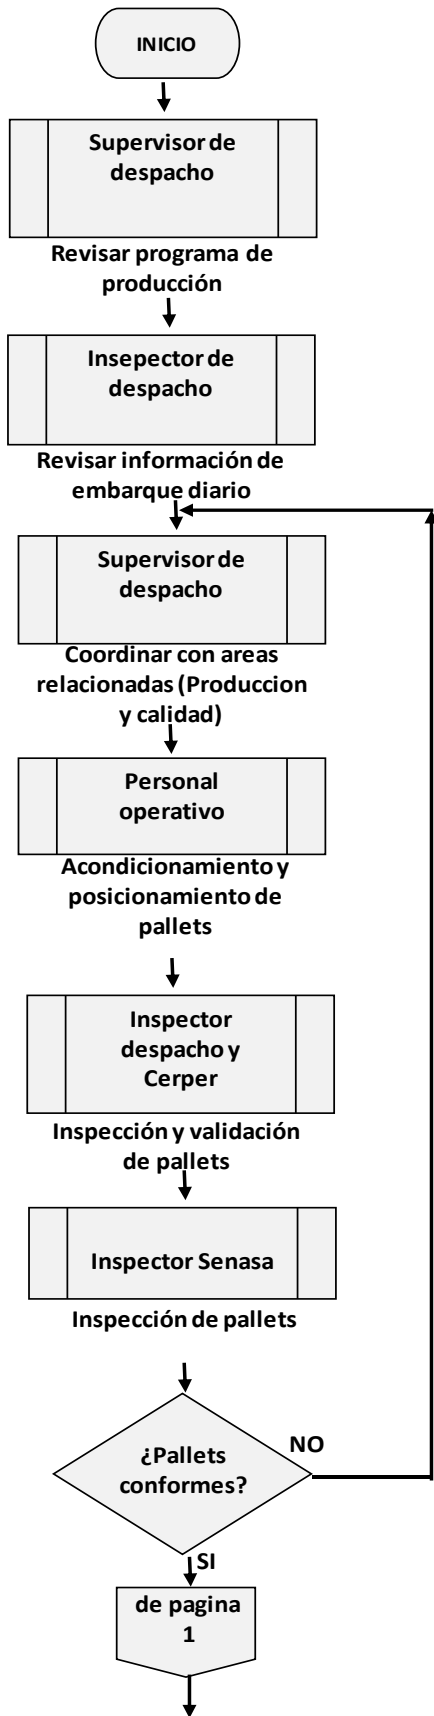 INICIO
Supervisor de
despacho
Revisar programa de
producción
Insepector de
despacho
Revisar información de
embarque diario
Supervisor de
despacho
Coordinar con areas
relacionadas (Produccion
y calidad)
Personal
operativo
Acondicionamiento y
posicionamiento de
pallets
Inspector
despacho y
Cerper
Inspección y validación
de pallets
Inspector Senasa
Inspección de pallets
¿Pallets
conformes?
NO
SI
de pagina
1